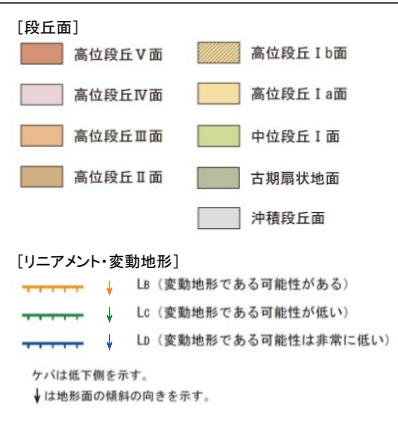 [段丘面]
高位段丘Ⅴ面
高位段丘Ⅳ面
高位段丘Ⅲ面
高位段丘Ⅱ面
高位段丘Ⅰb面
高位段丘Ⅰa面
中位段丘Ⅰ面
古期扇状地面
沖積段丘面
[リニアメント・変動地形]
LB（変動地形である可能性がある）
LC（変動地形である可能性が低い）
LD（変動地形である可能性は非常に低い）
ケバは低下側を示す。
↓は地形面の傾斜の向きを示す。